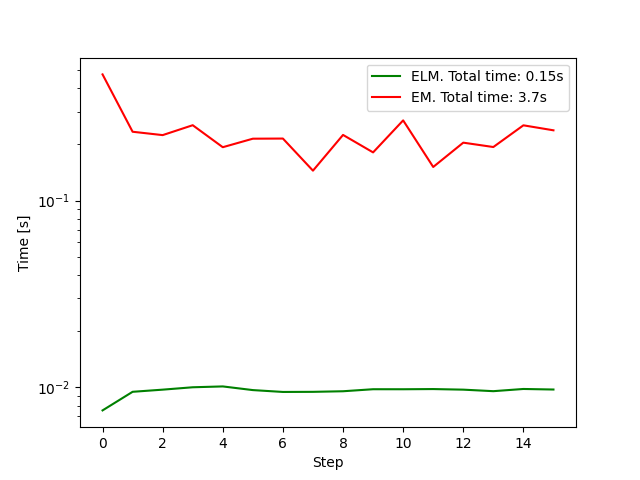 ELM. Total time: 0.15s
EM. Total time: 3.7s
Time [s]
10⁻¹
10⁻²
0 2 4 6 8 10 12 14
Step